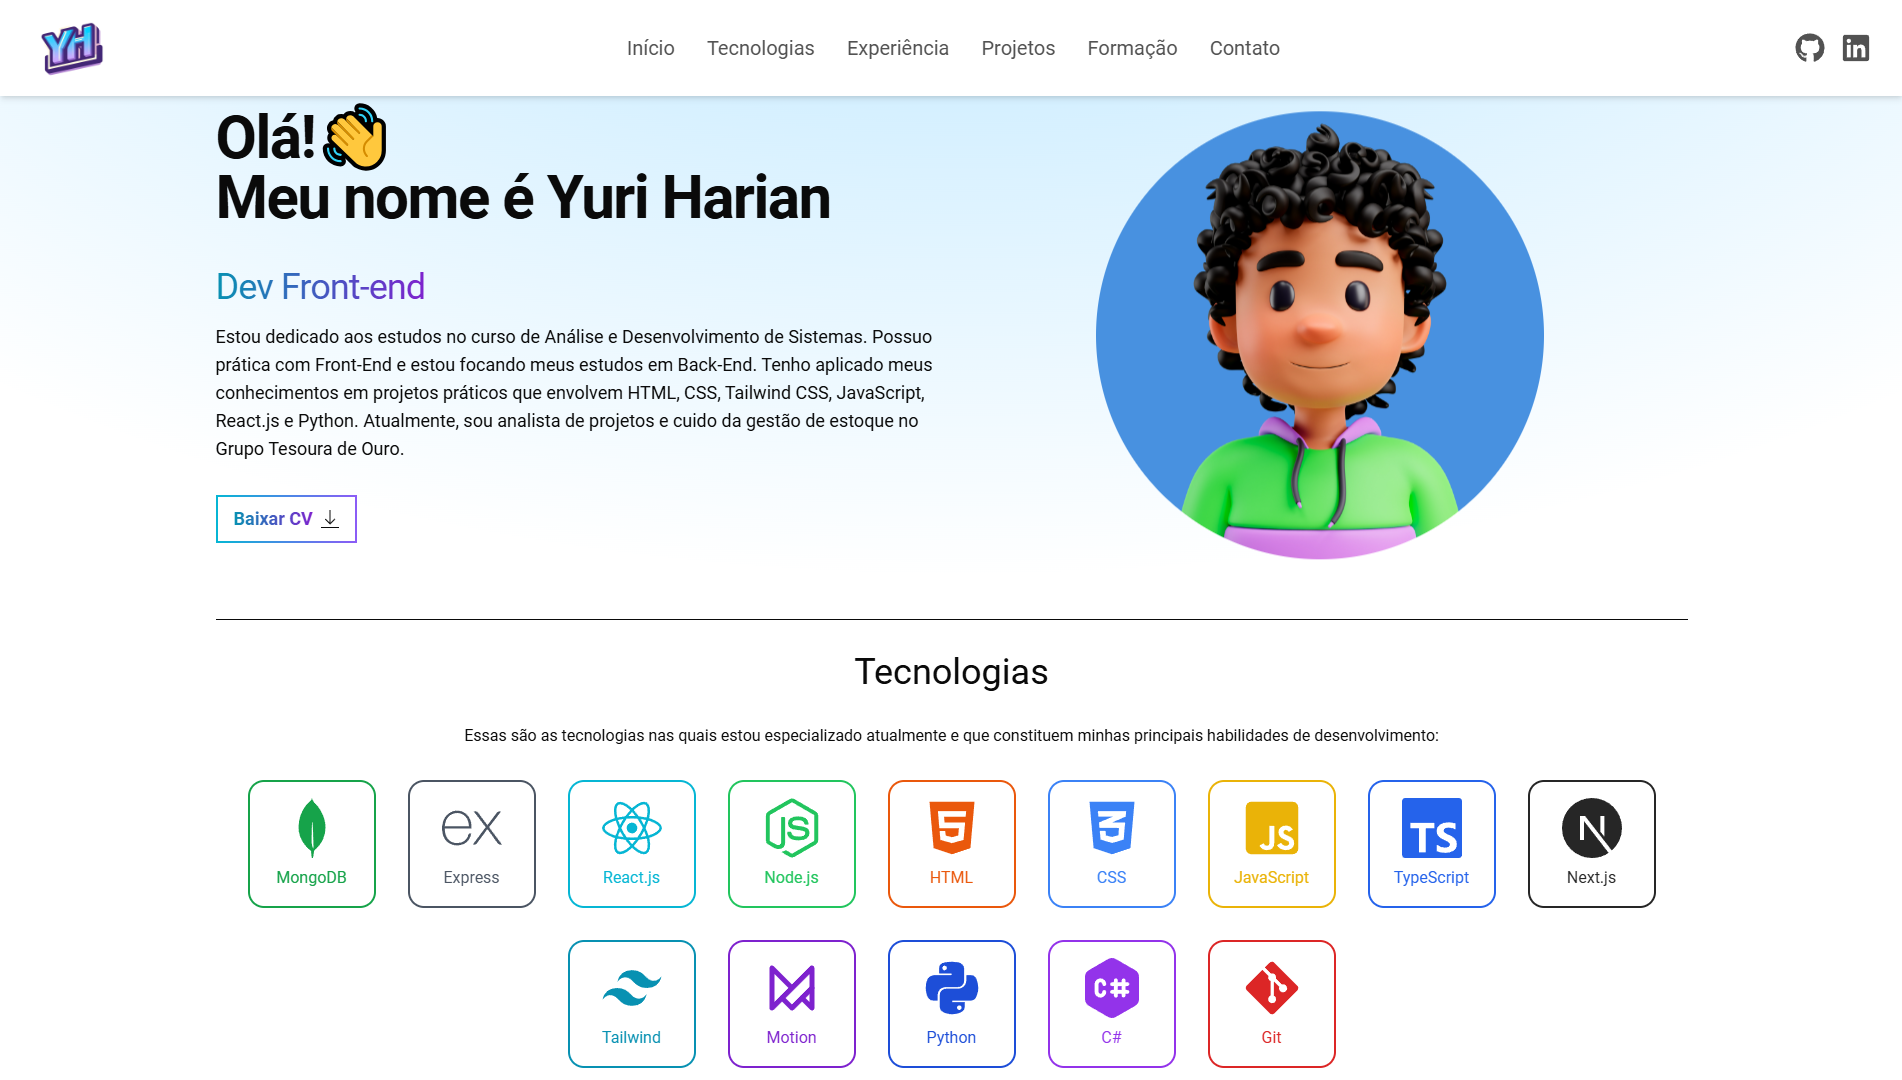 YH
Início Tecnologias Experiência Projetos Formação Contato
in
Olá!
Meu nome é Yuri Harian
Dev Front-end
Estou dedicado aos estudos no curso de Análise e Desenvolvimento de Sistemas. Possuo
prática com Front-End e estou focando meus estudos em Back-End. Tenho aplicado meus
conhecimentos em projetos práticos que envolvem HTML, CSS, Tailwind CSS, JavaScript,
React.js e Python. Atualmente, sou analista de projetos e cuido da gestão de estoque no
Grupo Tesoura de Ouro.
Baixar CV
Tecnologias
Essas são as tecnologias nas quais estou especializado atualmente e que constituem minhas principais habilidades de desenvolvimento:
ex JS 5 3 JS TS N
MongoDB Express React.js Node.js HTML CSS JavaScript TypeScript Next.js
C#
Tailwind Motion Python C# Git